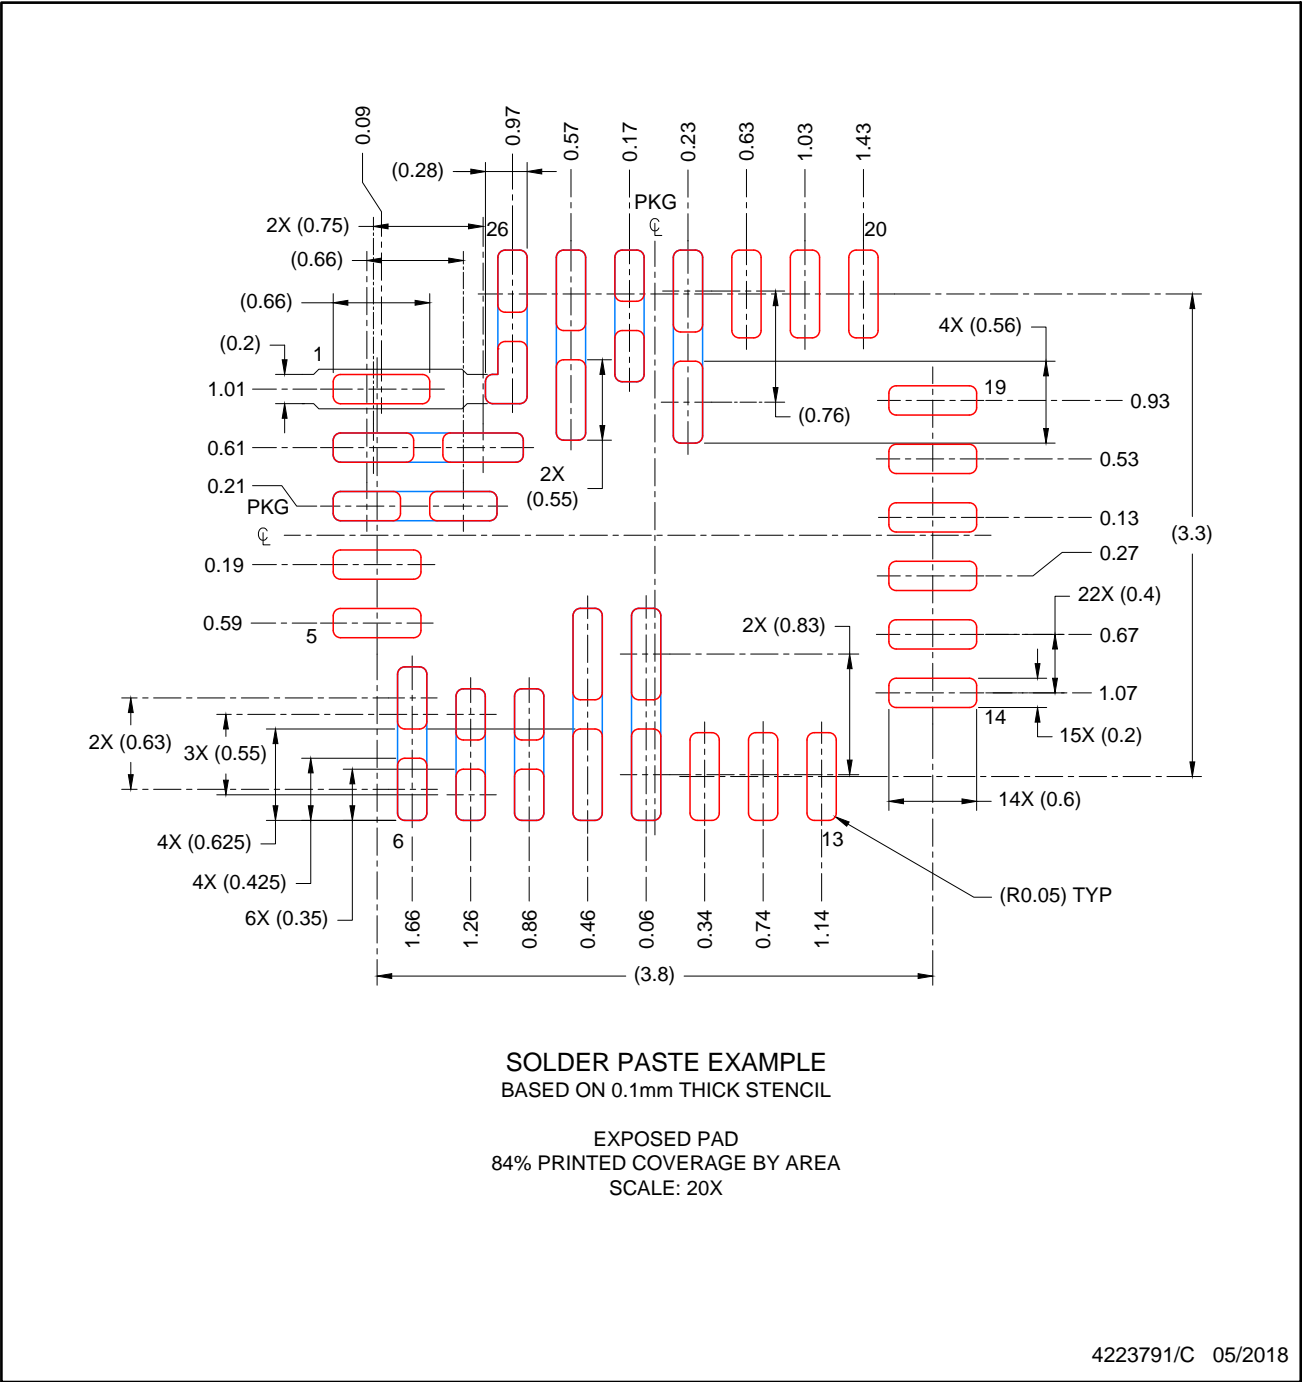 0.09
0.97
0.57
0.17
0.23
0.63
1.03
1.43
(0.28)
PKG
℄
2X (0.75)
26
20
(0.66)
(0.66)
(0.2)
1
4X (0.56)
1.01
19
0.93
(0.76)
0.61
0.53
2X
(0.55)
0.21
PKG
℄
0.13
(3.3)
0.19
0.27
22X (0.4)
0.59
5
2X (0.83)
0.67
1.07
14
15X (0.2)
2X (0.63)
3X (0.55)
14X (0.6)
4X (0.625)
6
13
4X (0.425)
(R0.05) TYP
6X (0.35)
1.66
1.26
0.86
0.46
0.06
0.34
0.74
1.14
(3.8)
SOLDER PASTE EXAMPLE
BASED ON 0.1mm THICK STENCIL
EXPOSED PAD
84% PRINTED COVERAGE BY AREA
SCALE: 20X
4223791/C 05/2018